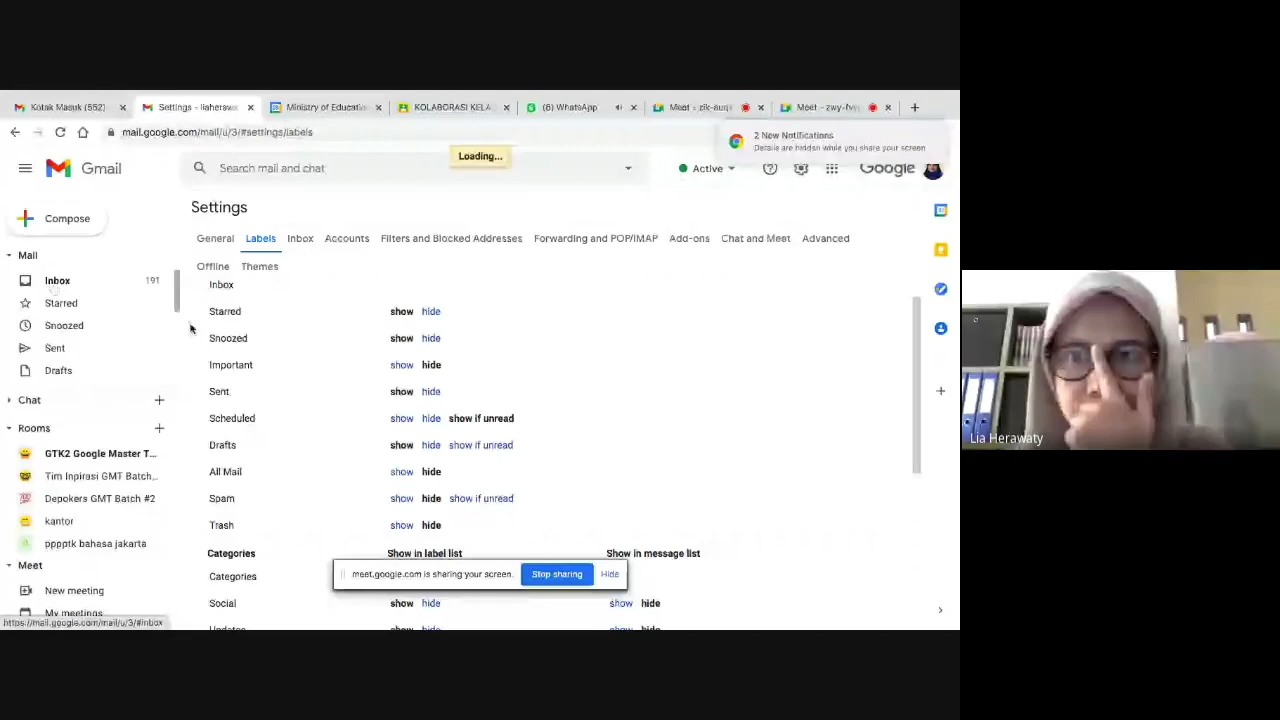 Kotak Masuk (552)
Settings - liaheraw
Ministry of Educati
KOLABORASI KELA
(6) WhatsApp
Meet -
Meet -
mail.google.com/mail/u/3/#settings/labels
2 New Notifications
Details are hidden while you share your screen
Loading...
Gmail
Search mail and chat
Active
Google
Compose
Settings
General
Labels
Inbox
Accounts
Filters and Blocked Addresses
Forwarding and POP/IMAP
Add-ons
Chat and Meet
Advanced
Offline
Themes
Mail
Inbox 191
Starred
Snoozed
Sent
Drafts
Chat
Rooms
GTK2 Google Master T...
Tim Inpirasi GMT Batch...
Depokers GMT Batch #2
kantor
pppptk bahasa jakarta
Meet
New meeting
My meetings
https://mail.google.com/mail/u/3/#inbox
Inbox
Starred show hide
Snoozed show hide
Important show hide
Sent show hide
Scheduled show hide show if unread
Drafts show hide show if unread
All Mail show hide
Spam show hide show if unread
Trash show hide
Categories Show in label list Show in message list
Categories
meet.google.com is sharing your screen. Stop sharing Hide
Social show hide show hide
Updates hide
Lia Herawaty